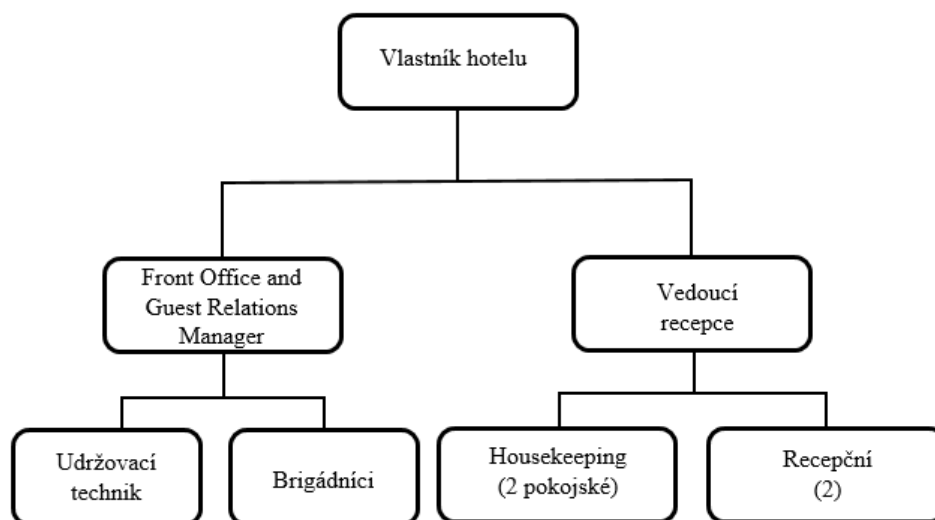 Vlastník hotelu
Front Office and
Guest Relations
Manager
Vedoucí
recepce
Udržovací
technik
Brigádníci
Housekeeping
(2 pokojské)
Recepční
(2)